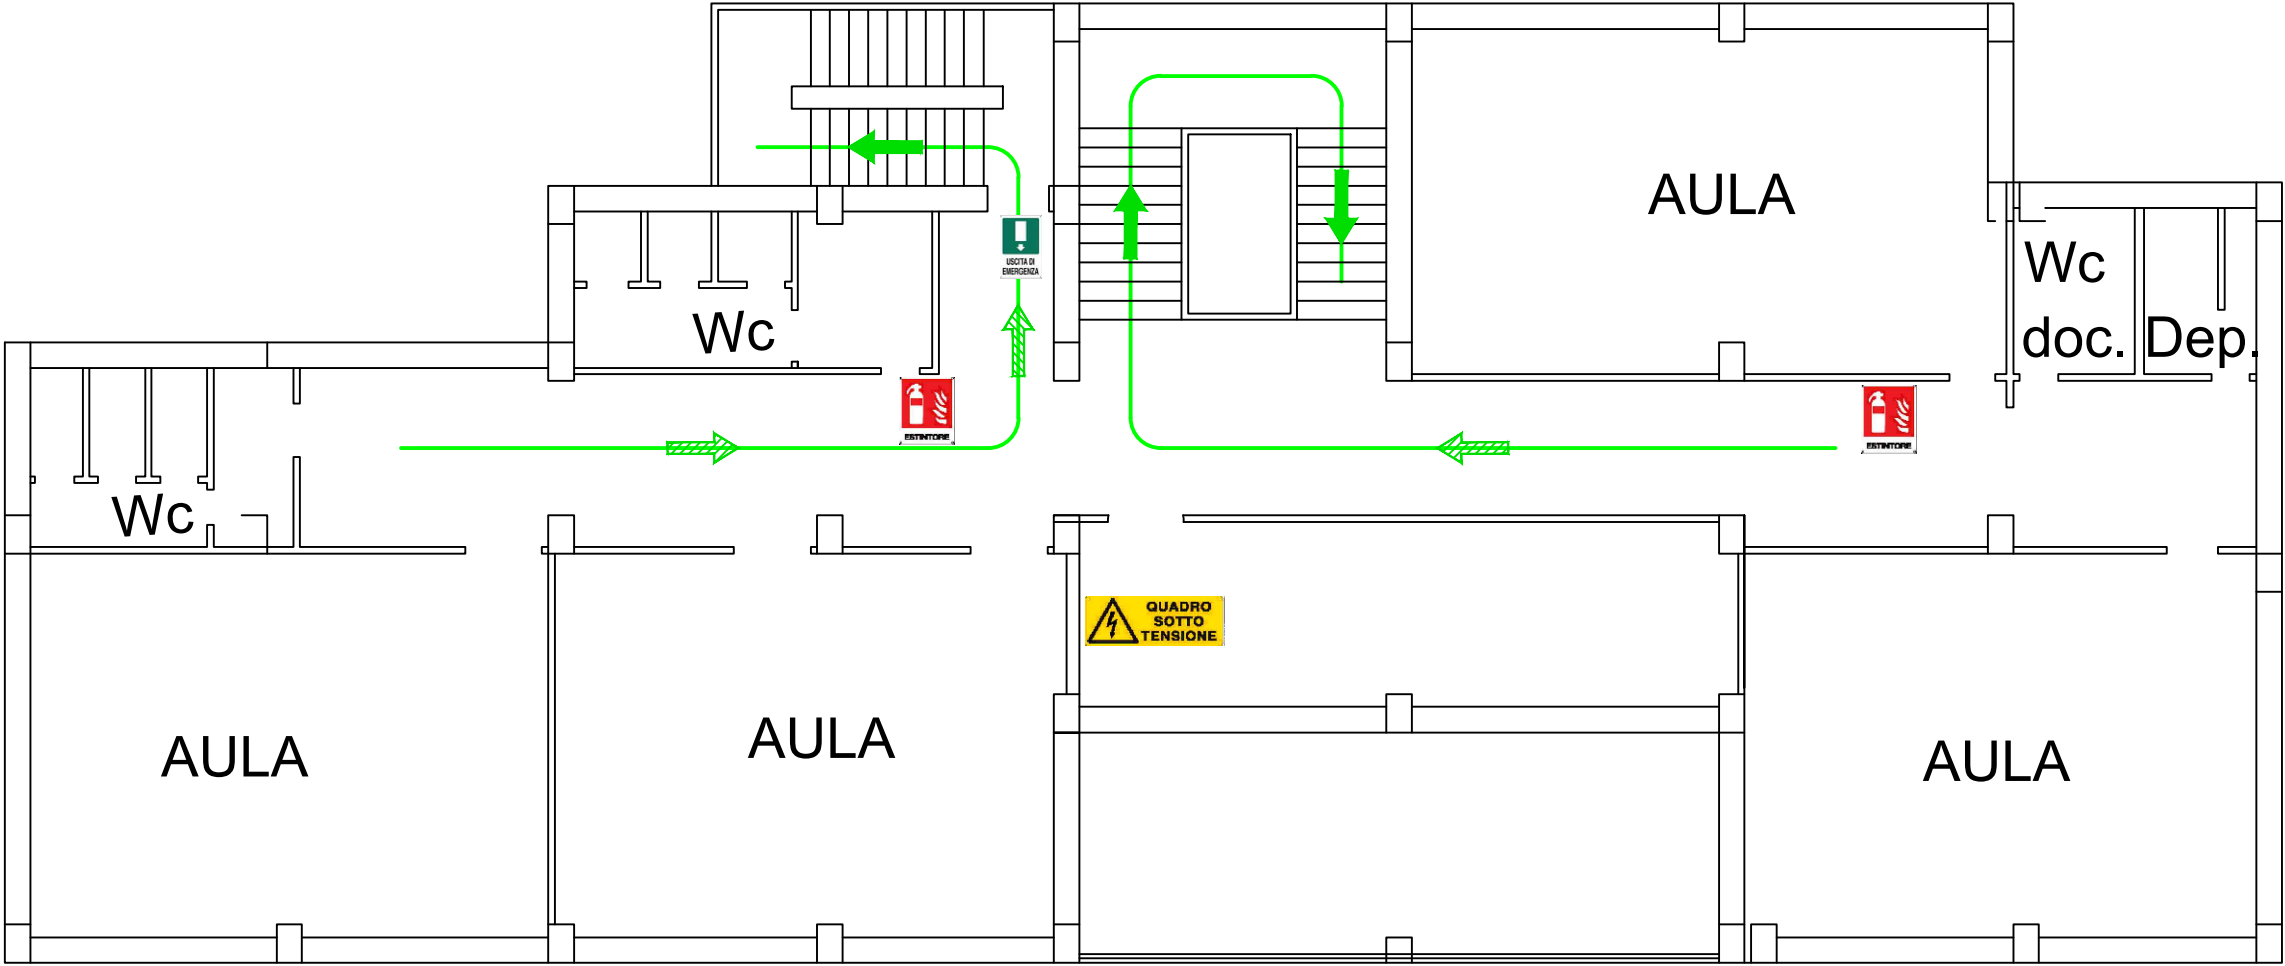 AULA
Wc
doc.
Dep.
USCITA DI
EMERGENZA
Wc
ESTINTORE
ESTINTORE
Wc
QUADRO
SOTTO
TENSIONE
AULA
AULA
AULA